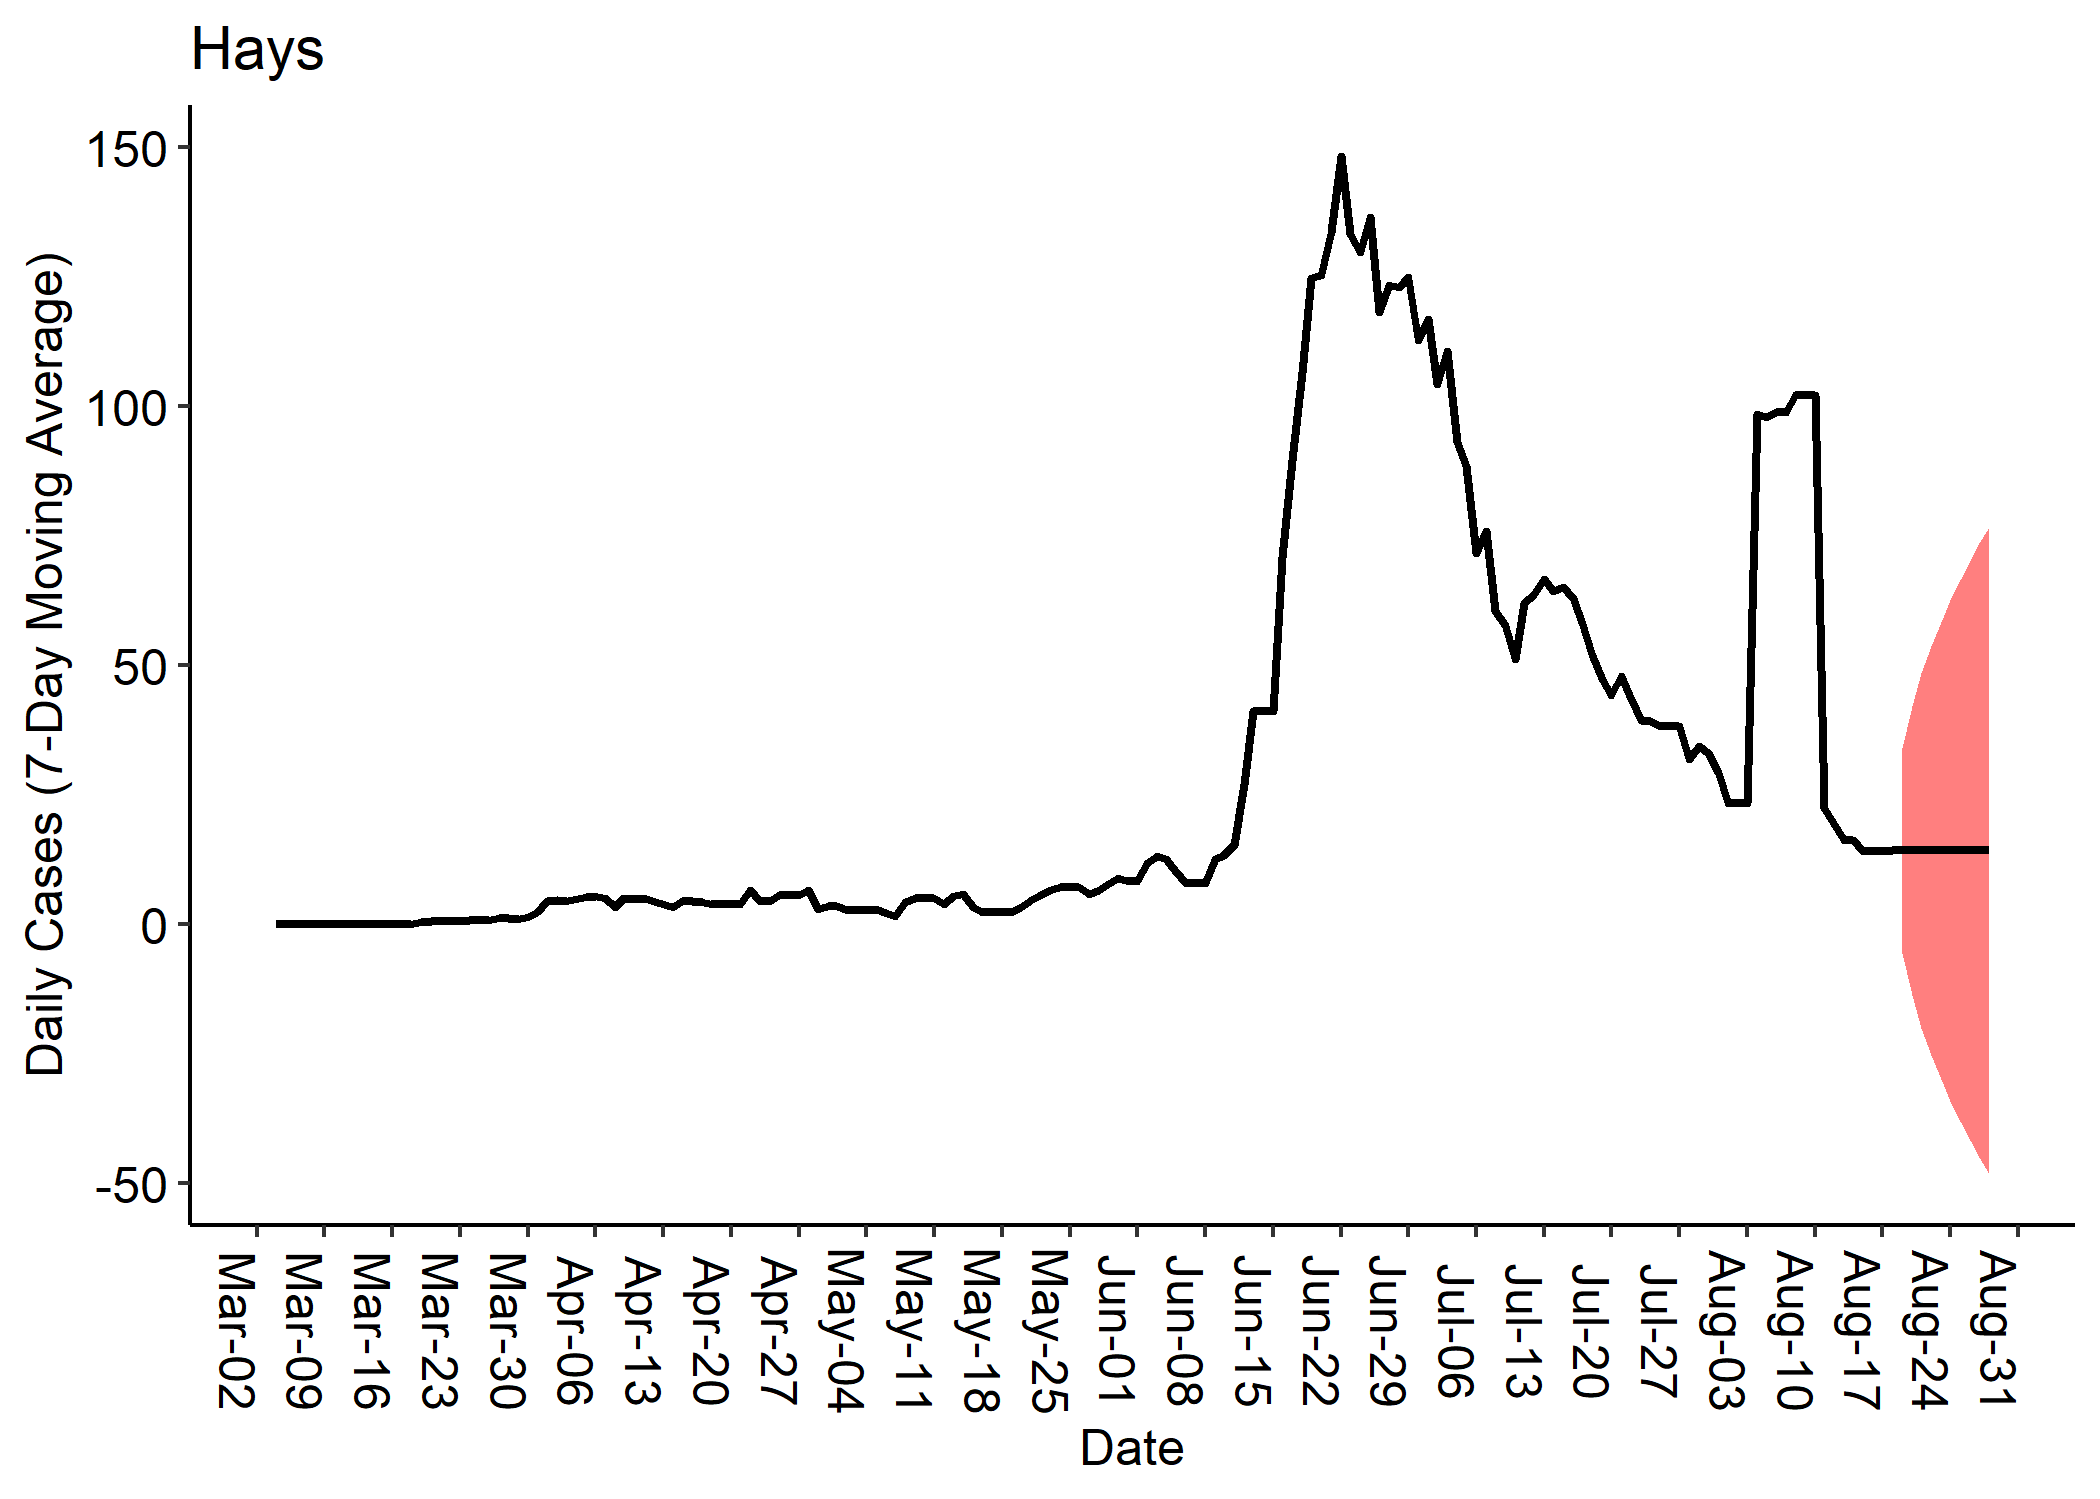 Hays
Daily Cases (7-Day Moving Average)
150
100
50
0
-50
Mar-02
Mar-09
Mar-16
Mar-23
Mar-30
Apr-06
Apr-13
Apr-20
Apr-27
May-04
May-11
May-18
May-25
Jun-01
Jun-08
Jun-15
Jun-22
Jun-29
Jul-06
Jul-13
Jul-20
Jul-27
Aug-03
Aug-10
Aug-17
Aug-24
Aug-31
Date